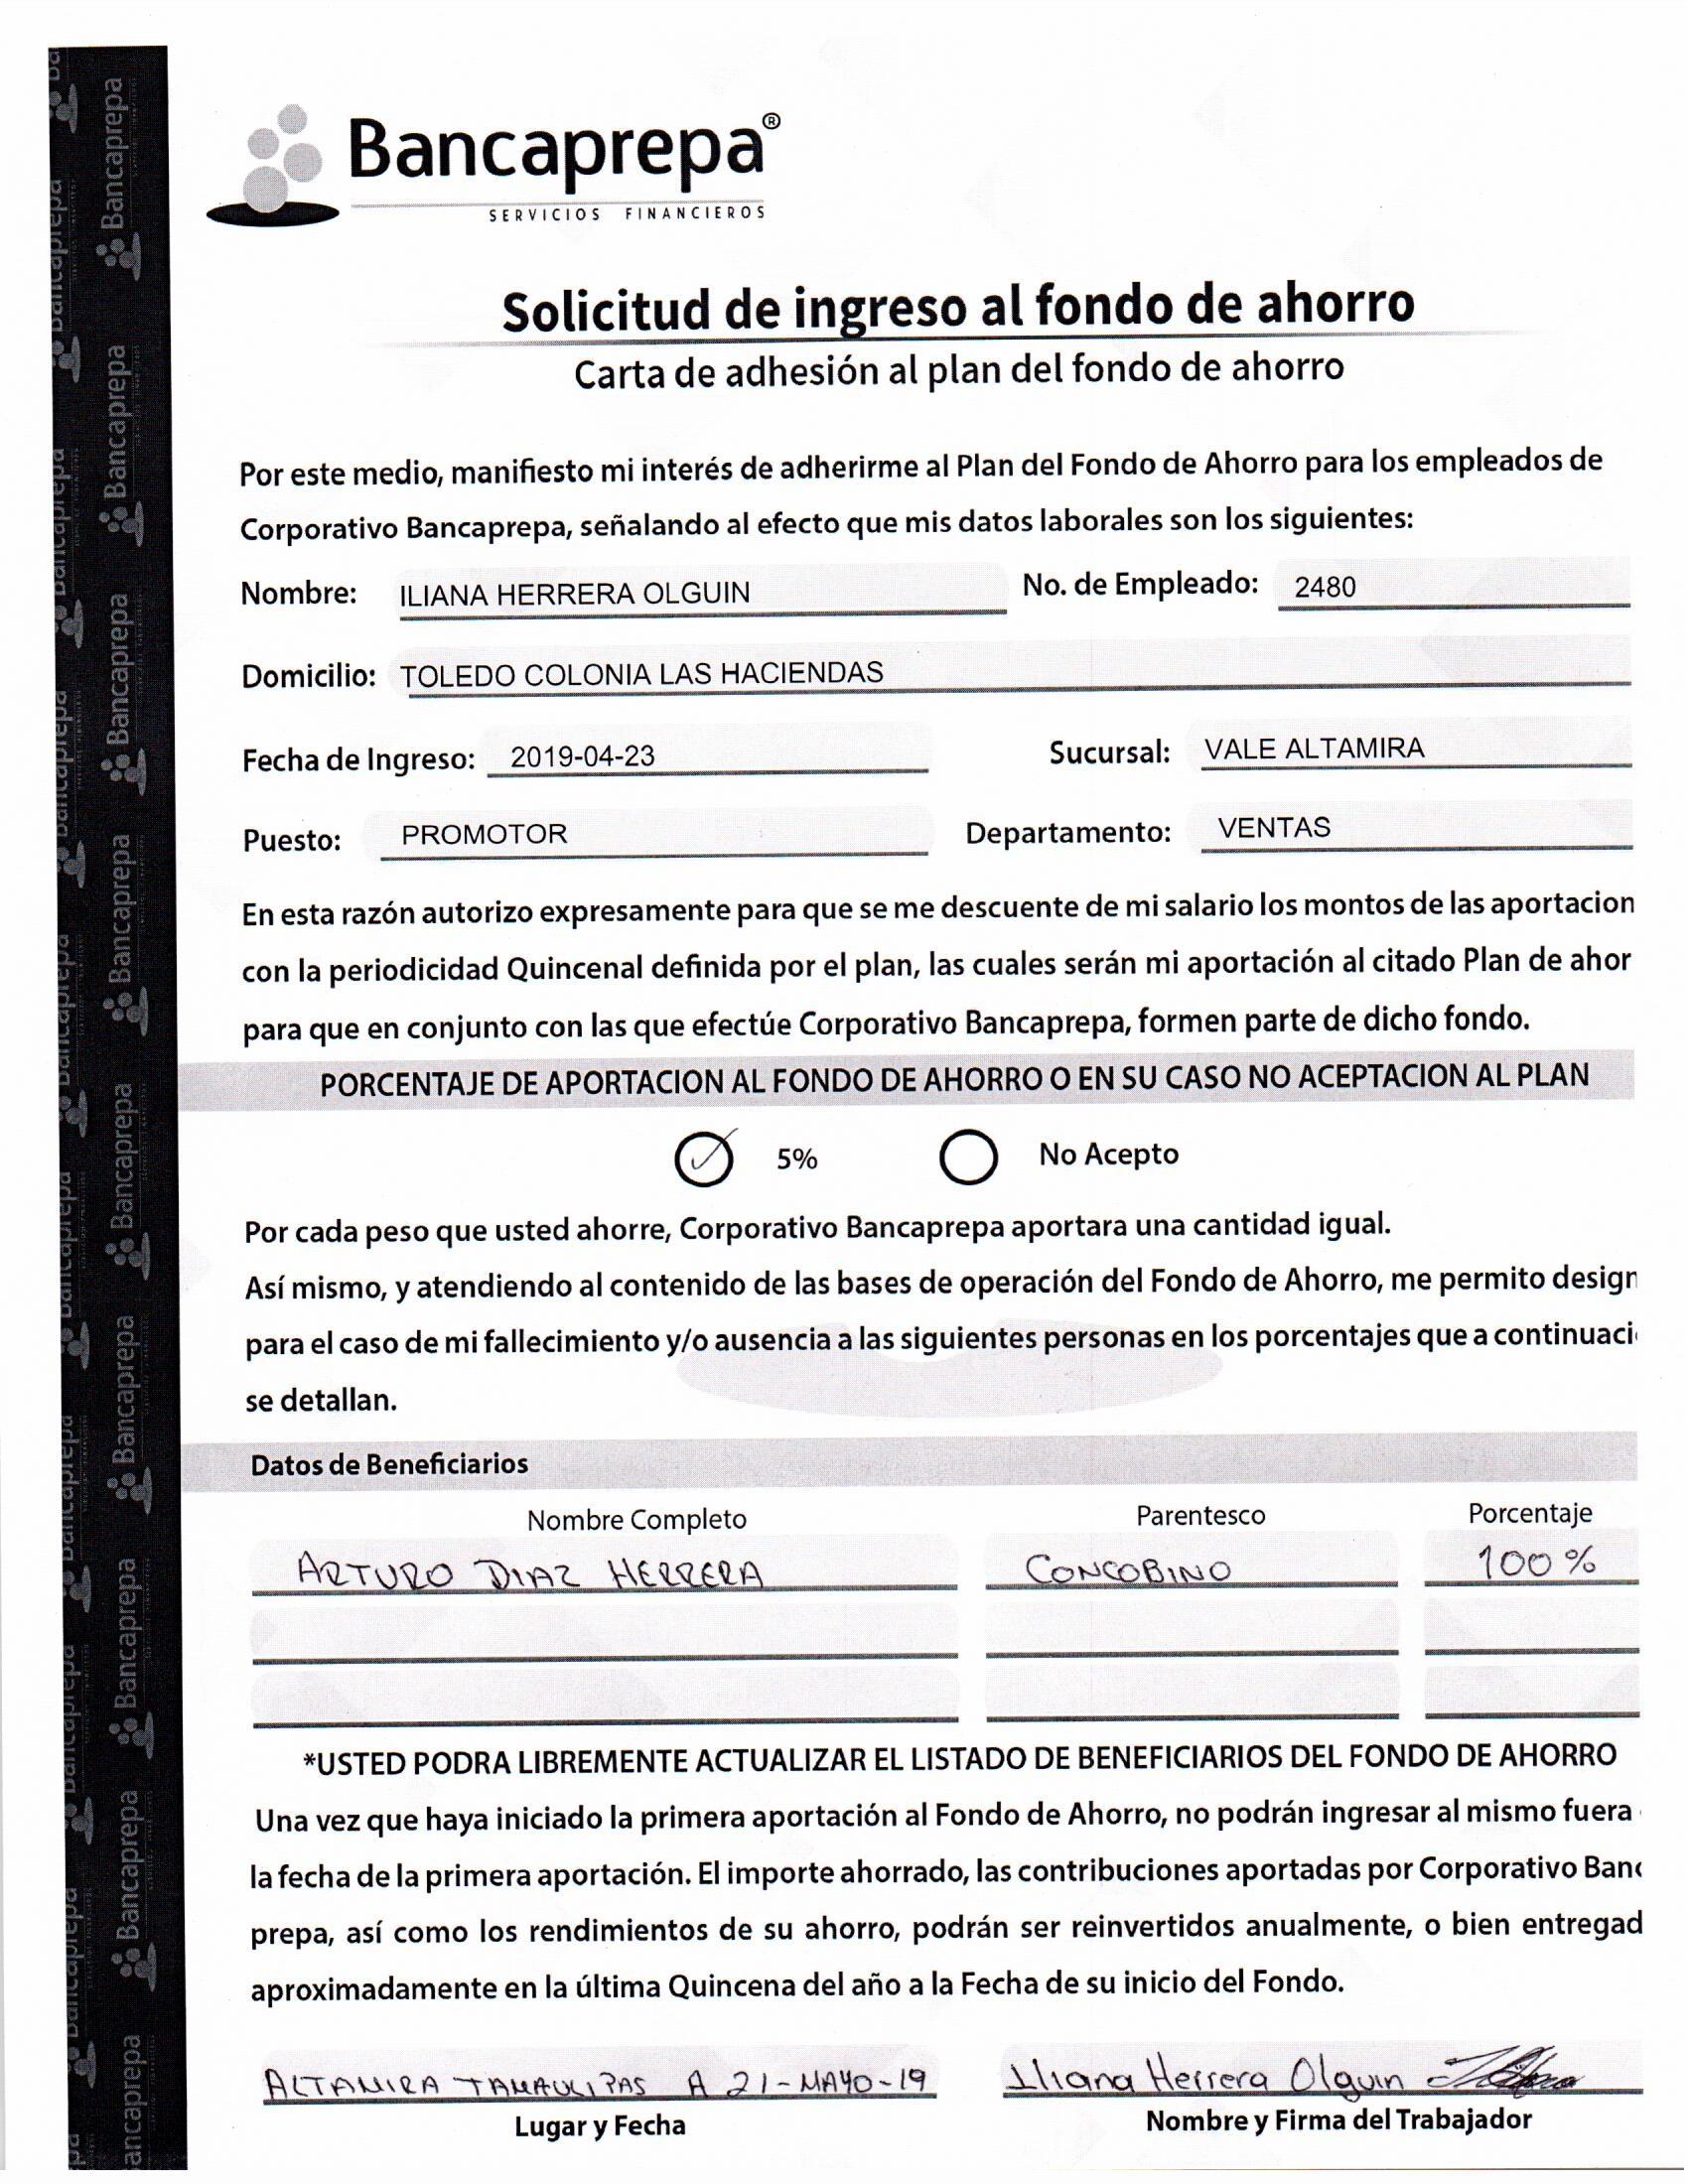 Bancaprepa®
SERVICIOS FINANCIEROS
Solicitud de ingreso al fondo de ahorro
Carta de adhesión al plan del fondo de ahorro
Por este medio, manifiesto mi interés de adherirme al Plan del Fondo de Ahorro para los empleados de
Corporativo Bancaprepa, señalando al efecto que mis datos laborales son los siguientes:
Nombre: ILIANA HERRERA OLGUIN No. de Empleado: 2480
Domicilio: TOLEDO COLONIA LAS HACIENDAS
Fecha de Ingreso: 2019-04-23 Sucursal: VALE ALTAMIRA
Puesto: PROMOTOR Departamento: VENTAS
En esta razón autorizo expresamente para que se me descuente de mi salario los montos de las aportacion
con la periodicidad Quincenal definida por el plan, las cuales serán mi aportación al citado Plan de ahor
para que en conjunto con las que efectúe Corporativo Bancaprepa, formen parte de dicho fondo.
PORCENTAJE DE APORTACION AL FONDO DE AHORRO O EN SU CASO NO ACEPTACION AL PLAN
5% No Acepto
Por cada peso que usted ahorre, Corporativo Bancaprepa aportara una cantidad igual.
Así mismo, y atendiendo al contenido de las bases de operación del Fondo de Ahorro, me permito design
para el caso de mi fallecimiento y/o ausencia a las siguientes personas en los porcentajes que a continuaci
se detallan.
Datos de Beneficiarios
Nombre Completo Parentesco Porcentaje
ARTURO DIAZ HERRERA CONCOBINO 100%
*USTED PODRA LIBREMENTE ACTUALIZAR EL LISTADO DE BENEFICIARIOS DEL FONDO DE AHORRO
Una vez que haya iniciado la primera aportación al Fondo de Ahorro, no podrán ingresar al mismo fuera
la fecha de la primera aportación. El importe ahorrado, las contribuciones aportadas por Corporativo Banc
prepa, así como los rendimientos de su ahorro, podrán ser reinvertidos anualmente, o bien entregad
aproximadamente en la última Quincena del año a la Fecha de su inicio del Fondo.
ALTAMIRA TAMAULIPAS A 21-MAYO-19 Iliana Herrera Olguin
Lugar y Fecha Nombre y Firma del Trabajador